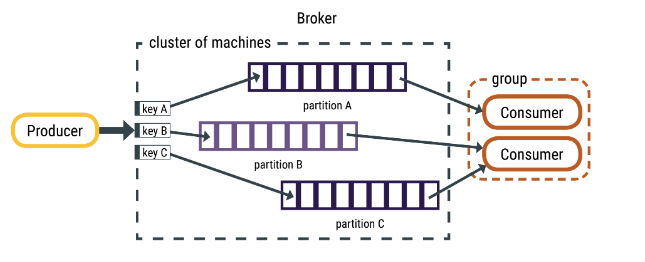 Broker
cluster of machines
group
key A
partition A
Consumer
Producer
key B
key C
Consumer
partition B
partition C